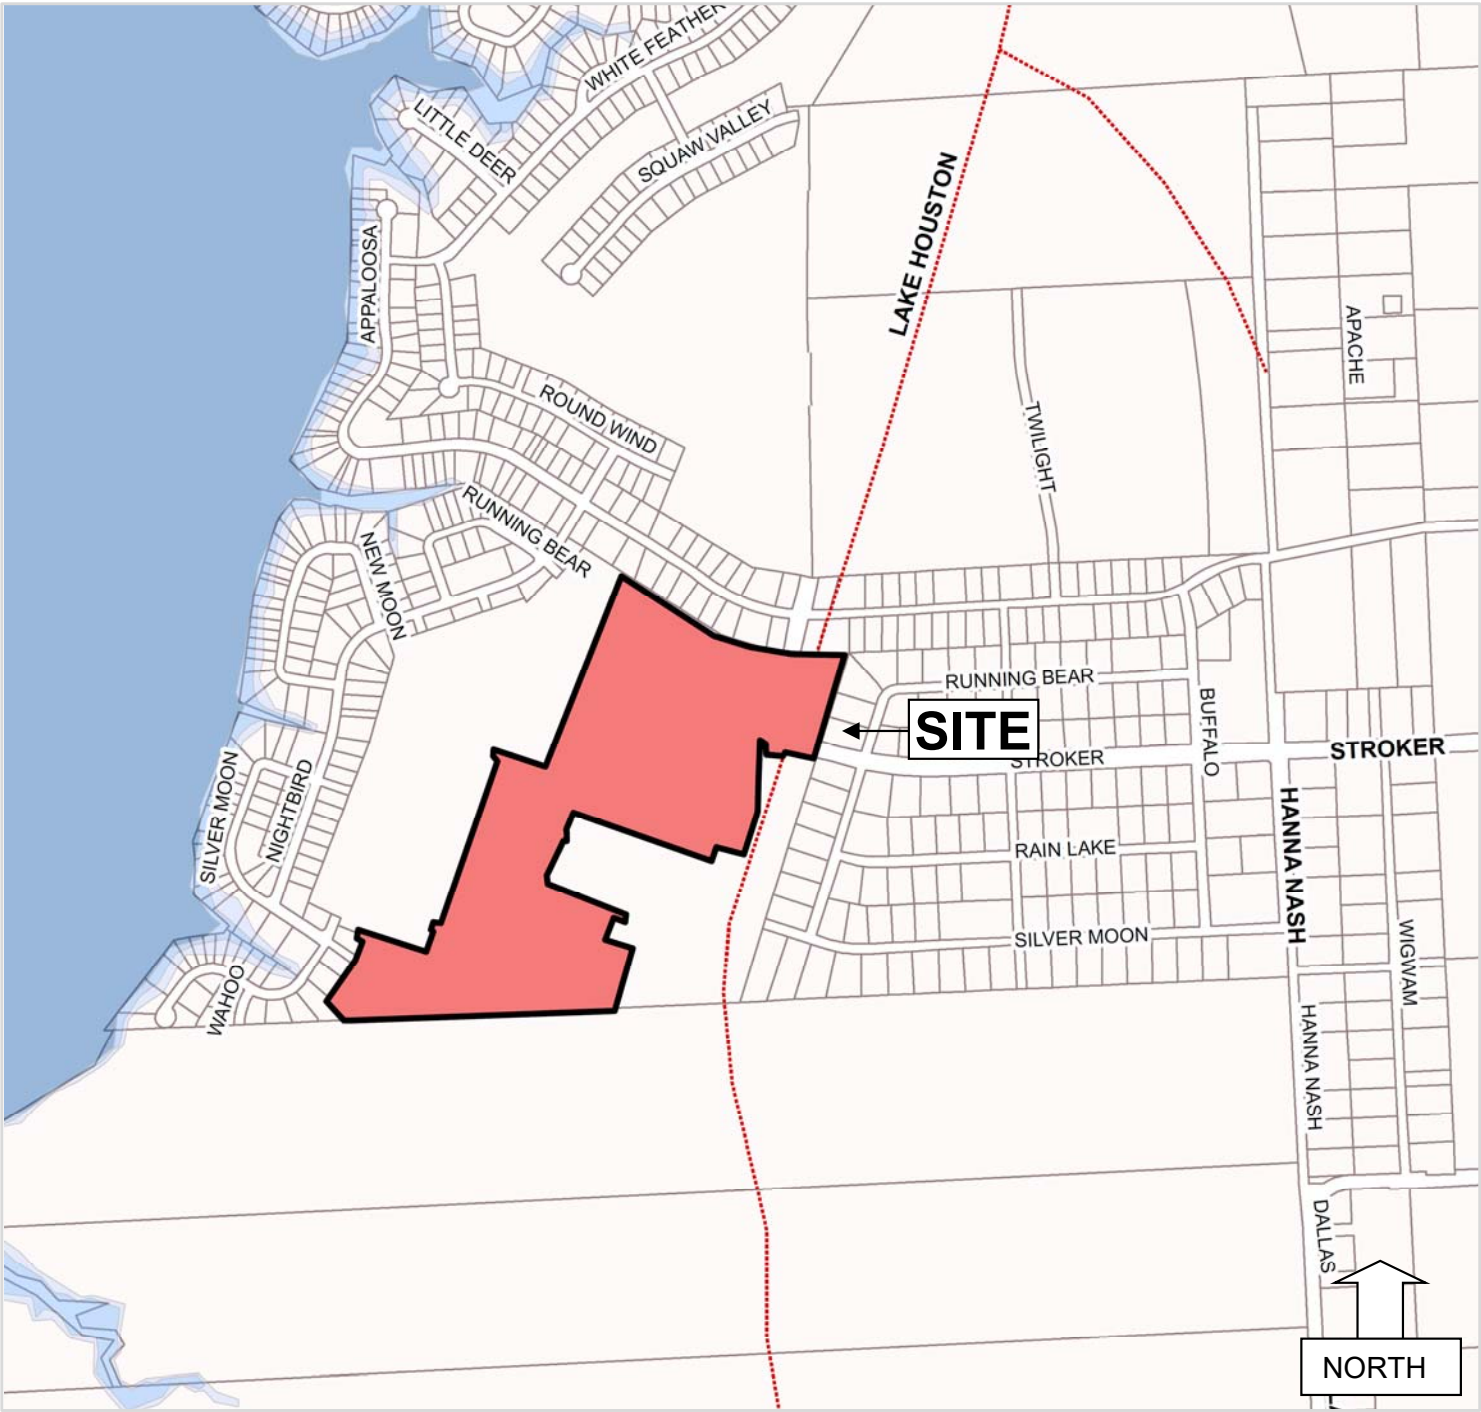 WHITE FEATHER
LITTLE DEER
SQUAW VALLEY
APPALOOSA
LAKE HOUSTON
APACHE
ROUND WIND
TWILIGHT
RUNNING BEAR
NEW MOON
RUNNING BEAR
BUFFALO
SITE
STROKER
STROKER
SILVER MOON
NIGHTBIRD
HANNA NASH
RAIN LAKE
SILVER MOON
WIGWAM
WAHOO
HANNA NASH
DALLAS
NORTH